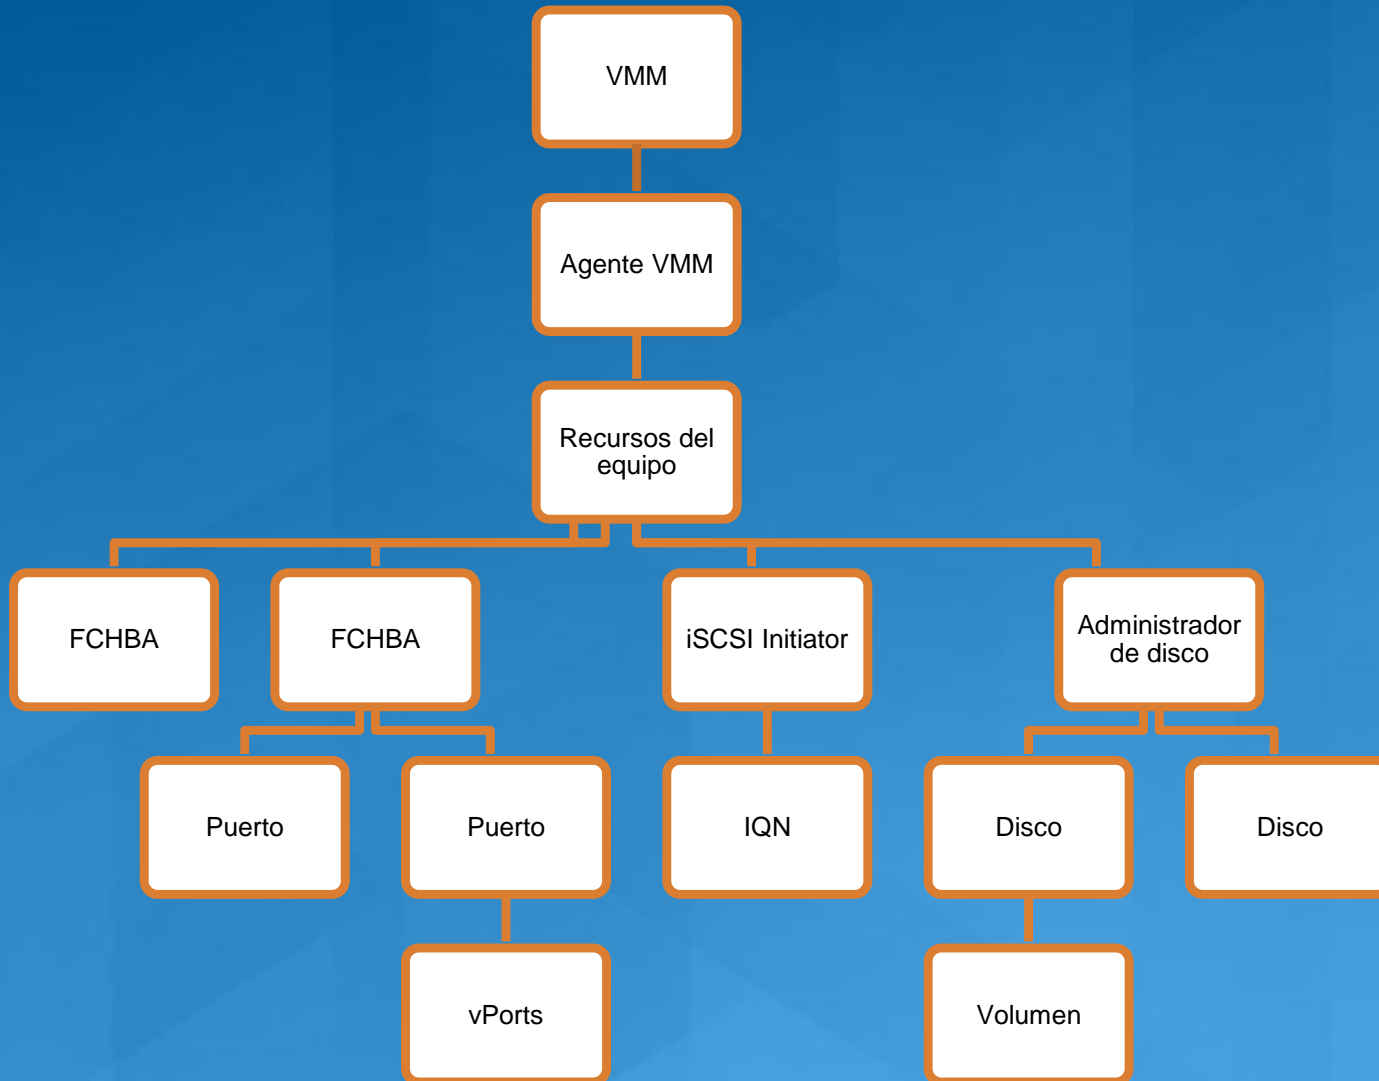 VMM
Agente VMM
Recursos del
equipo
FCHBA
FCHBA
iSCSI Initiator
Administrador
de disco
Puerto
Puerto
IQN
Disco
Disco
vPorts
Volumen